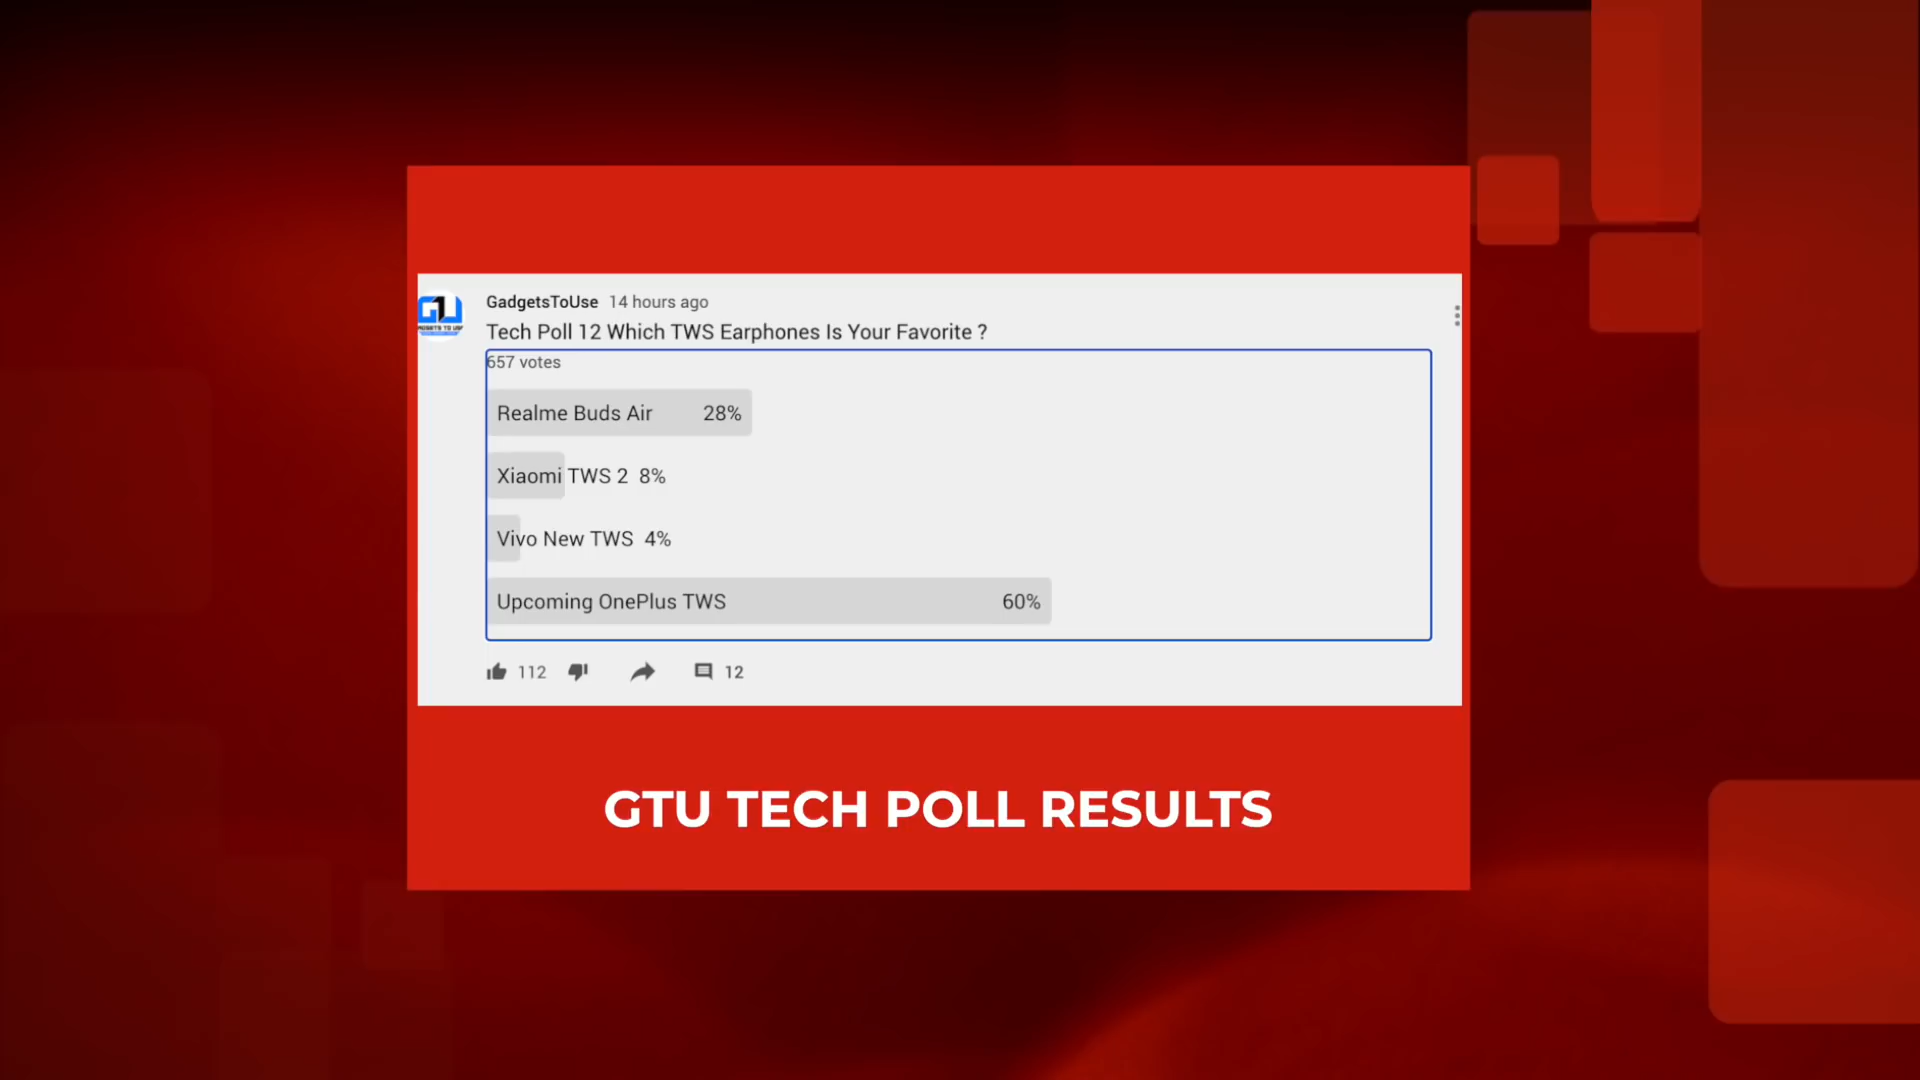 GadgetsToUse 14 hours ago
Tech Poll 12 Which TWS Earphones Is Your Favorite ?
657 votes
Realme Buds Air 28%
Xiaomi TWS 2 8%
Vivo New TWS 4%
Upcoming OnePlus TWS 60%
112 12
GTU TECH POLL RESULTS